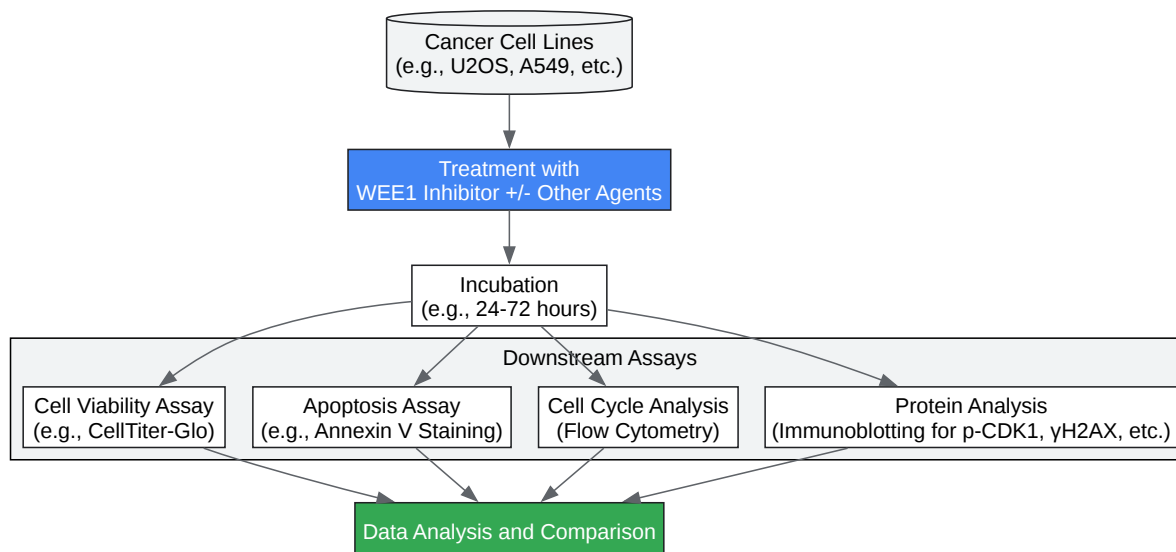 Cancer Cell Lines
(e.g., U2OS, A549, etc.)
Treatment with
WEE1 Inhibitor +/- Other Agents
Incubation
(e.g., 24-72 hours)
Downstream Assays
Cell Viability Assay
(e.g., CellTiter-Glo)
Apoptosis Assay
(e.g., Annexin V Staining)
Cell Cycle Analysis
(Flow Cytometry)
Protein Analysis
(Immunoblotting for p-CDK1, γH2AX, etc.)
Data Analysis and Comparison